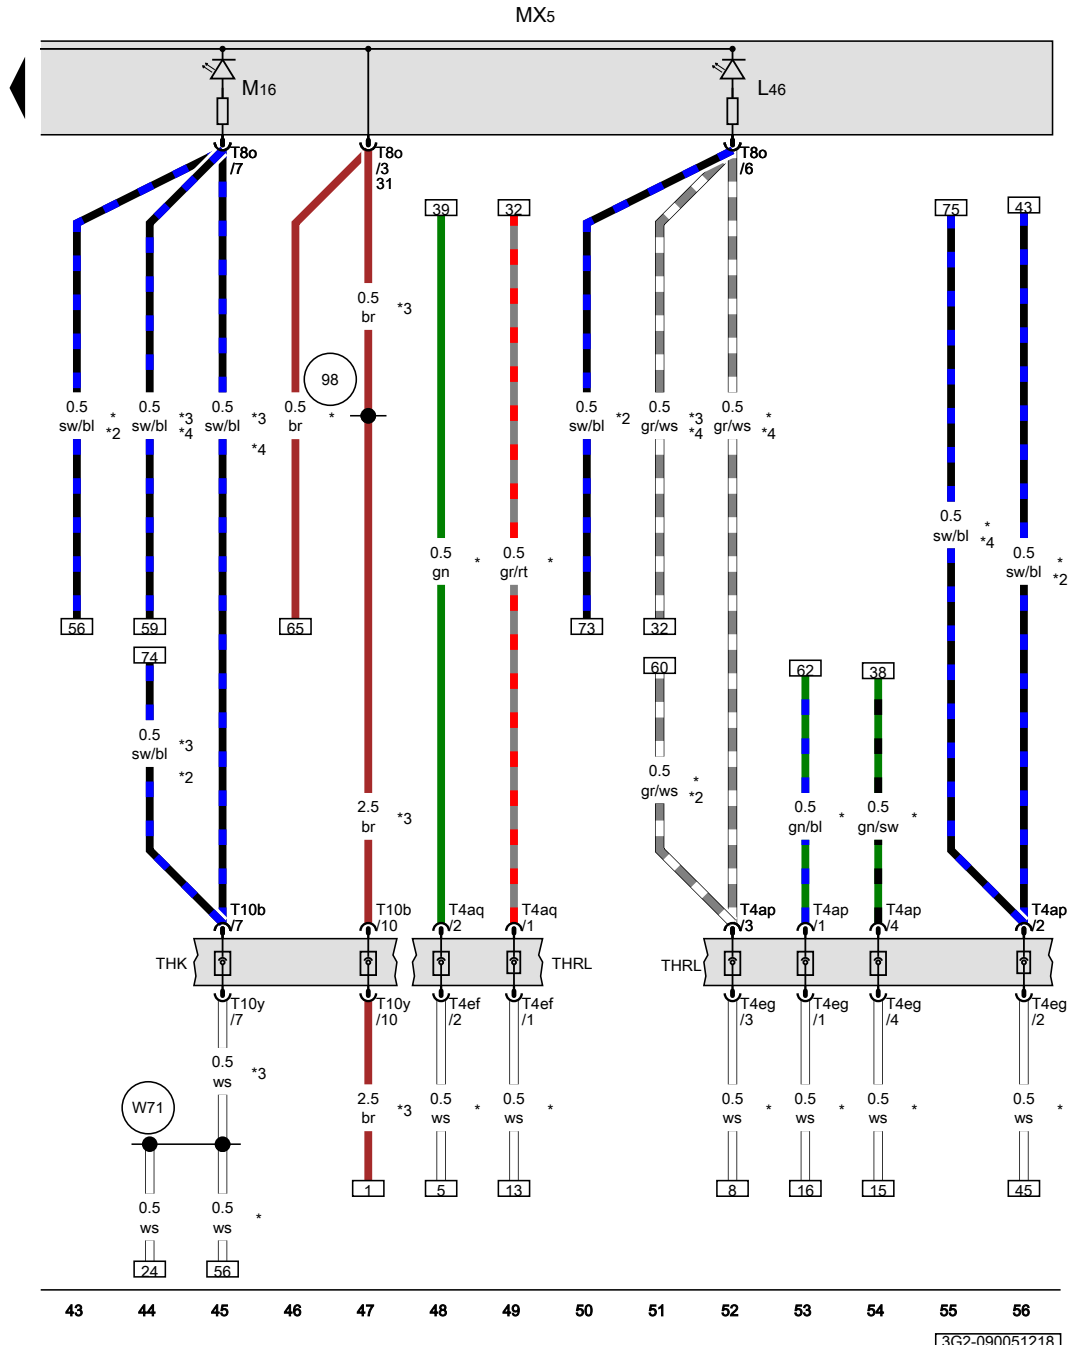 MX5
M16
L46
T8o
/7
T8o
/3
31
T8o
/6
39
32
75
43
0.5
br
*3
98
0.5
sw/bl
*
*2
0.5
sw/bl
*3
*4
0.5
sw/bl
*3
*4
0.5
br
*
0.5
sw/bl
*2
0.5
gr/ws
*3
*4
0.5
gr/ws
*
*4
0.5
sw/bl
*
*4
0.5
gn
*
0.5
gr/rt
*
0.5
sw/bl
*
*2
56
59
65
73
32
74
60
62
38
0.5
sw/bl
*3
*2
0.5
gr/ws
*
*2
2.5
br
*3
0.5
gn/bl
*
0.5
gn/sw
*
T10b
/7
T10b
/10
T4aq
/2
T4aq
/1
T4ap
/3
T4ap
/1
T4ap
/4
T4ap
/2
THK
THRL
THRL
T10y
/7
T10y
/10
T4ef
/2
T4ef
/1
T4eg
/3
T4eg
/1
T4eg
/4
T4eg
/2
0.5
ws
*3
W71
2.5
br
*3
0.5
ws
*
0.5
ws
*
0.5
ws
*
0.5
ws
*
0.5
ws
*
0.5
ws
*
1
5
13
8
16
15
45
0.5
ws
0.5
ws
*
24
56
43 44 45 46 47 48 49 50 51 52 53 54 55 56
3G2-090051218